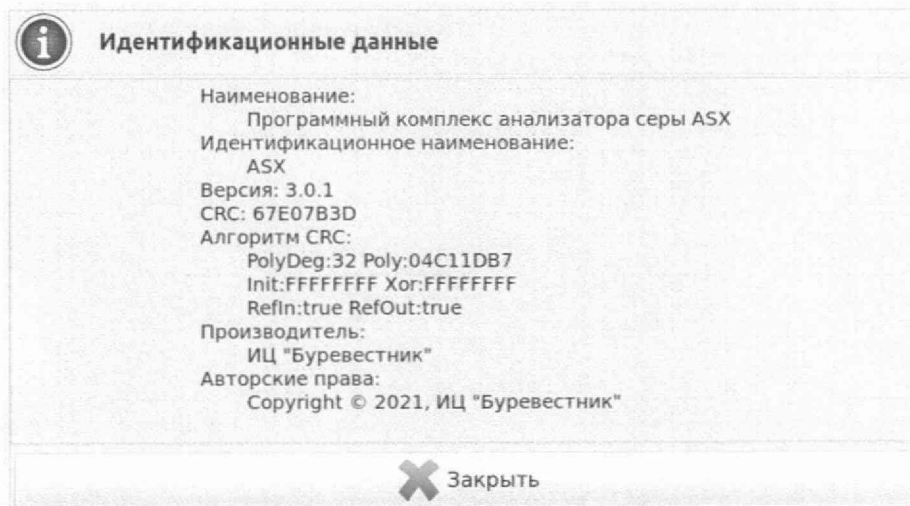 Идентификационные данные
Наименование:
Программный комплекс анализатора серы ASX
Идентификационное наименование:
ASX
Версия: 3.0.1
CRC: 67E07B3D
Алгоритм CRC:
PolyDeg:32 Poly:04C11DB7
Init:FFFFFFFF Xor:FFFFFFFF
RefIn:true RefOut:true
Производитель:
ИЦ "Буревестник"
Авторские права:
Copyright © 2021, ИЦ "Буревестник"
Закрыть